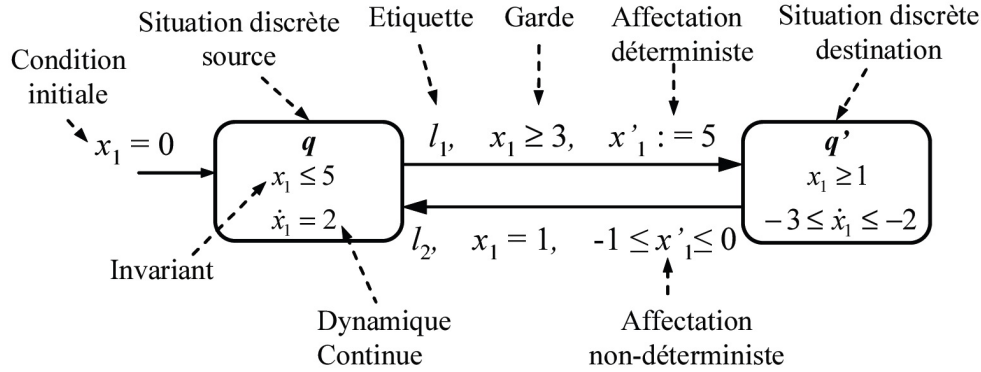 Situation discrète
source
Etiquette
Garde
Affectation
déterministe
Situation discrète
destination
Condition
initiale
x₁ = 0
q
x₁ ≤ 5
ẋ₁ = 2
l₁, x₁ ≥ 3, x'₁ : = 5
q'
x₁ ≥ 1
−3 ≤ ẋ₁ ≤ −2
l₂, x₁ = 1, -1 ≤ x'₁ ≤ 0
Invariant
Dynamique
Continue
Affectation
non-déterministe